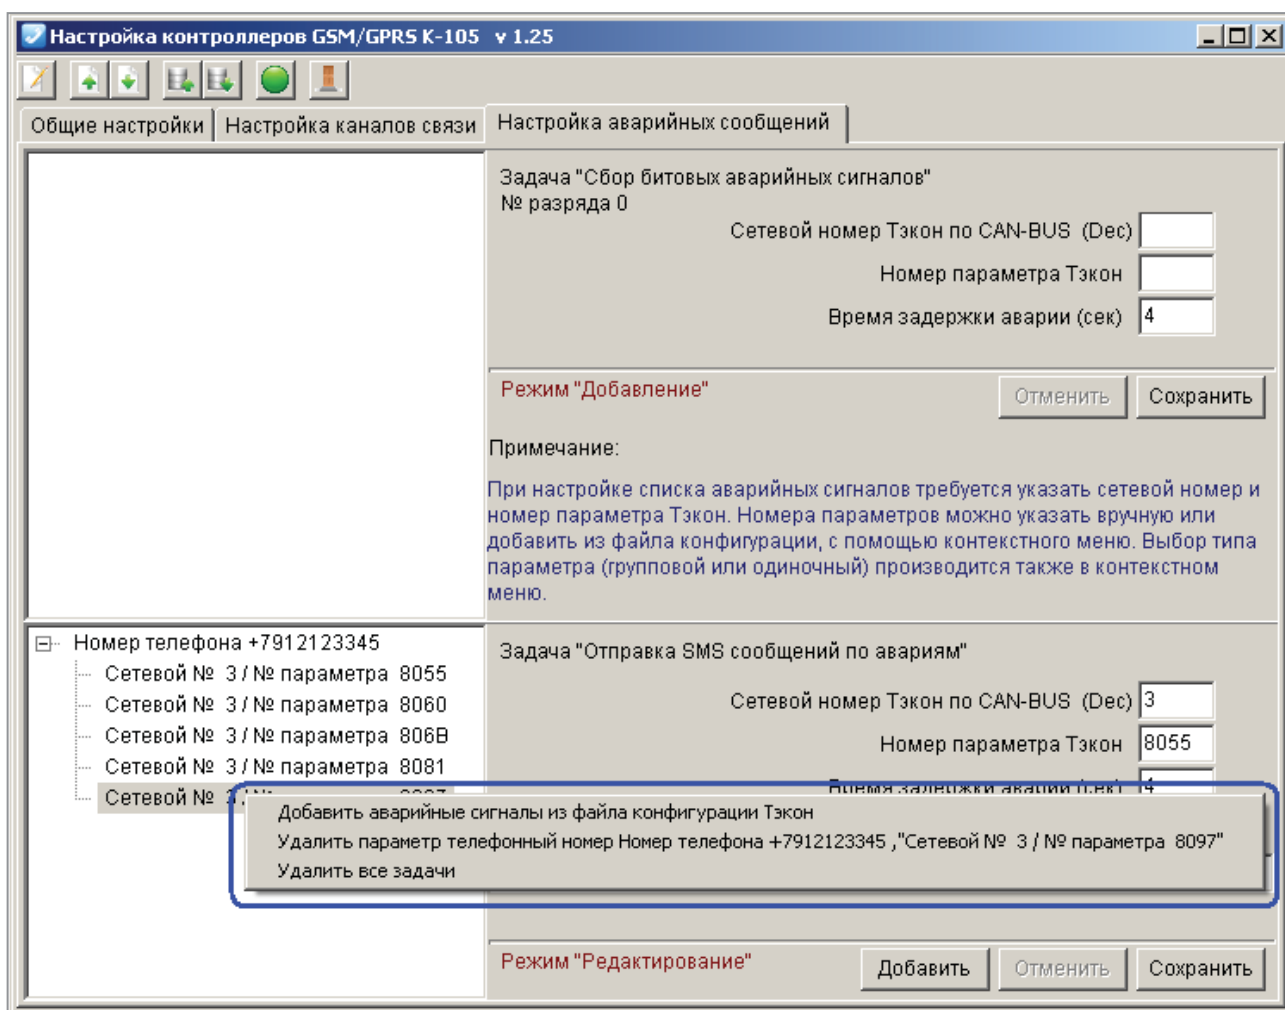 Настройка контроллеров GSM/GPRS K-105 v 1.25
Общие настройки
Настройка каналов связи
Настройка аварийных сообщений
Задача "Сбор битовых аварийных сигналов"
№ разряда 0
Сетевой номер Тэкон по CAN-BUS (Dec)
Номер параметра Тэкон
Время задержки аварии (сек) 4
Режим "Добавление"
Отменить
Сохранить
Примечание:
При настройке списка аварийных сигналов требуется указать сетевой номер и
номер параметра Тэкон. Номера параметров можно указать вручную или
добавить из файла конфигурации, с помощью контекстного меню. Выбор типа
параметра (групповой или одиночный) производится также в контекстном
меню.
Номер телефона +7912123345
Сетевой № 3 / № параметра 8055
Сетевой № 3 / № параметра 8060
Сетевой № 3 / № параметра 806B
Сетевой № 3 / № параметра 8081
Сетевой № 3 /
Задача "Отправка SMS сообщений по авариям"
Сетевой номер Тэкон по CAN-BUS (Dec) 3
Номер параметра Тэкон 8055
Время задержки аварии (сек) 4
Добавить аварийные сигналы из файла конфигурации Тэкон
Удалить параметр телефонный номер Номер телефона +7912123345 ,"Сетевой № 3 / № параметра 8097"
Удалить все задачи
Режим "Редактирование"
Добавить
Отменить
Сохранить